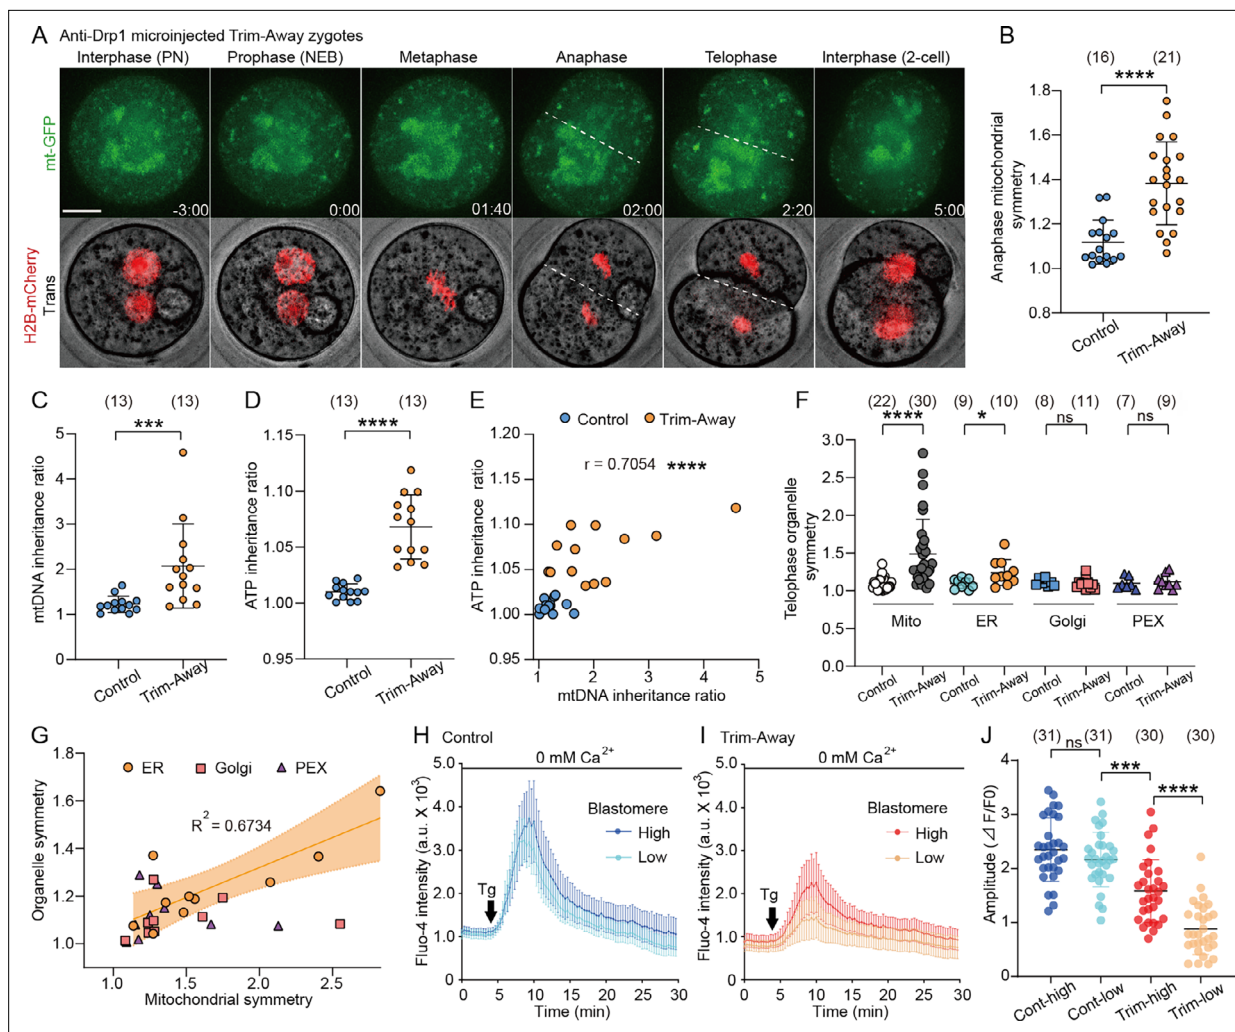 A Anti-Drp1 microinjected Trim-Away zygotes
Interphase (PN) Prophase (NEB) Metaphase Anaphase Telophase Interphase (2-cell)
mt-GFP
-3:00 0:00 01:40 02:00 2:20 5:00
H2B-mCherry Trans
B
(16) (21)
****
Anaphase mitochondrial symmetry
1.8
1.6
1.4
1.2
1.0
0.8
Control Trim-Away
C
(13) (13)
***
mtDNA inheritance ratio
5
4
3
2
1
0
Control Trim-Away
D
(13) (13)
****
ATP inheritance ratio
1.15
1.10
1.05
1.00
0.95
Control Trim-Away
E
Control Trim-Away
r = 0.7054 ****
ATP inheritance ratio
1.20
1.15
1.10
1.05
1.00
0.95
0 1 2 3 4 5
mtDNA inheritance ratio
F
(22) (30) (9) (10) (8) (11) (7) (9)
**** * ns ns
Telophase organelle symmetry
3.0
2.5
2.0
1.5
1.0
0.0
Mito ER Golgi PEX
Control Trim-Away Control Trim-Away Control Trim-Away Control Trim-Away
G
ER Golgi PEX
R2 = 0.6734
Organelle symmetry
1.8
1.6
1.4
1.2
1.0
1.0 1.5 2.0 2.5
Mitochondrial symmetry
H Control
0 mM Ca2+
Blastomere
High
Low
Tg
Fluo-4 intensity (a.u. X 103)
5.0
4.0
3.0
2.0
1.0
0
0 5 10 15 20 25 30
Time (min)
I Trim-Away
0 mM Ca2+
Blastomere
High
Low
Tg
Fluo-4 intensity (a.u. X 103)
5.0
4.0
3.0
2.0
1.0
0
0 5 10 15 20 25 30
Time (min)
J
(31) (31) (30) (30)
ns *** ****
Amplitude (⊿ F/F0)
4
3
2
1
0
Cont-high Cont-low Trim-high Trim-low